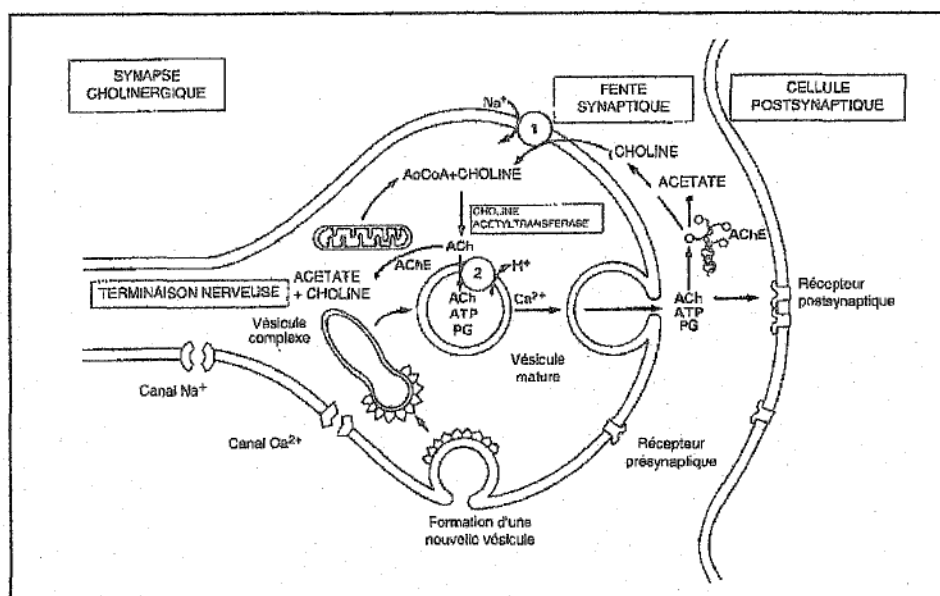 SYNAPSE
CHOLINERGIQUE
FENTE
SYNAPTIQUE
CELLULE
POSTSYNAPTIQUE
Na+
1
CHOLINE
AcCoA+CHOLINE
ACETATE
CHOLINE
ACETYLTRANSFERASE
AChE
ACh
AChE
2
H+
ACETATE
+ CHOLINE
TERMINAISON NERVEUSE
ACh
ATP
PG
Ca2+
ACh
ATP
PG
Récepteur
postsynaptique
Vésicule
complexe
Vésicule
mature
Canal Na+
Canal Ca2+
Récepteur
présynaptique
Formation d'une
nouvelle vésicule